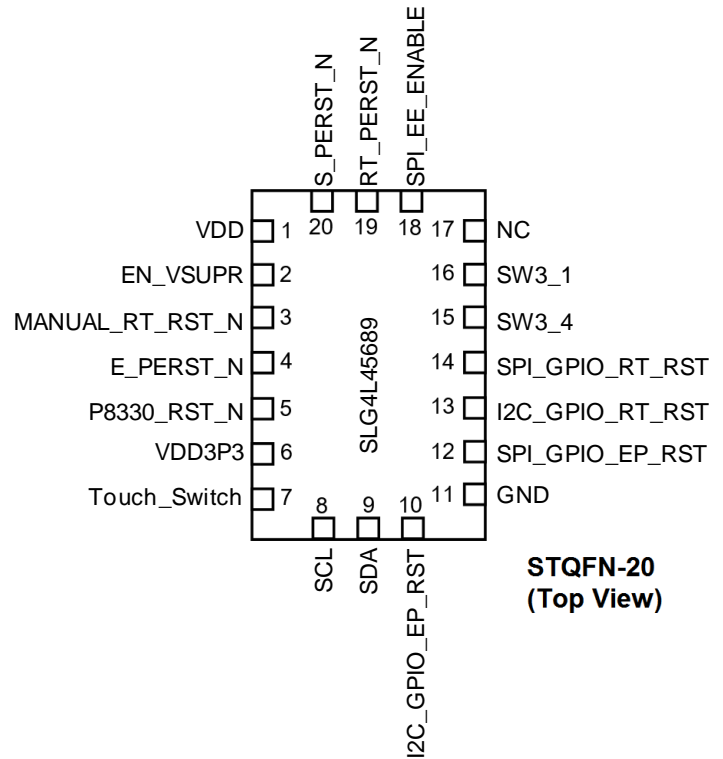 S_PERST_N
RT_PERST_N
SPI_EE_ENABLE
20 19 18
VDD 1
EN_VSUPR 2
MANUAL_RT_RST_N 3
E_PERST_N 4
P8330_RST_N 5
VDD3P3 6
Touch_Switch 7
SLG4L45689
17 NC
16 SW3_1
15 SW3_4
14 SPI_GPIO_RT_RST
13 I2C_GPIO_RT_RST
12 SPI_GPIO_EP_RST
11 GND
8 9 10
SCL
SDA
I2C_GPIO_EP_RST
STQFN-20
(Top View)